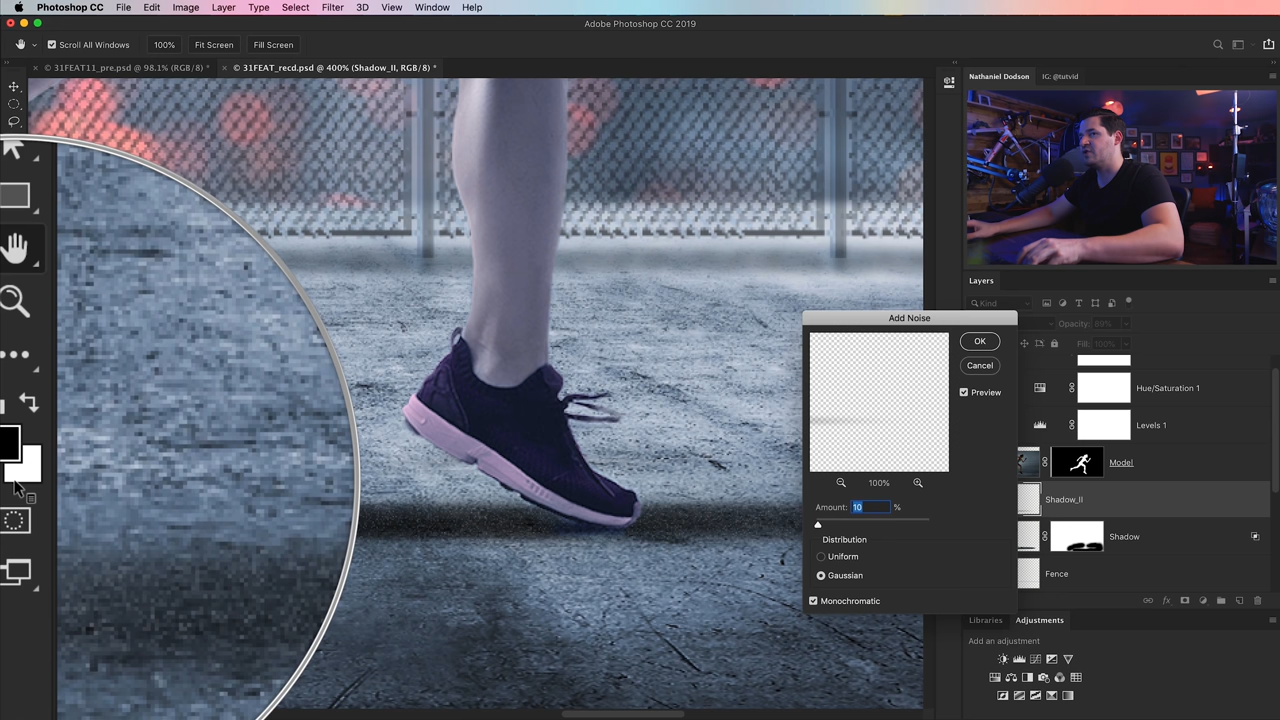 Photoshop CC File Edit Image Layer Type Select Filter 3D View Window Help
Adobe Photoshop CC 2019
Scroll All Windows 100% Fit Screen Fill Screen
× © 31FEAT11_pre.psd @ 98.1% (RGB/8) * × © 31FEAT_recd.psd @ 400% (Shadow_II, RGB/8) *
Nathaniel Dodson IG: @tutvid
Layers
Kind
Opacity: 89%
Fill: 100%
Hue/Saturation 1
Levels 1
Model
Shadow_II
Shadow
Fence
Add Noise
OK
Cancel
Preview
100%
Amount: 10 %
Distribution
Uniform
Gaussian
Monochromatic
Libraries Adjustments
Add an adjustment